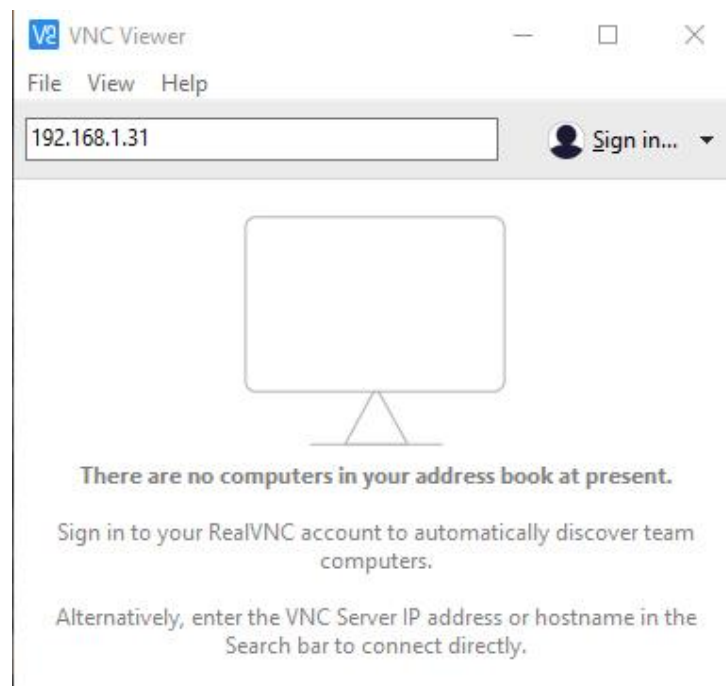 VNC Viewer
File View Help
192.168.1.31
Sign in...
There are no computers in your address book at present.
Sign in to your RealVNC account to automatically discover team
computers.
Alternatively, enter the VNC Server IP address or hostname in the
Search bar to connect directly.